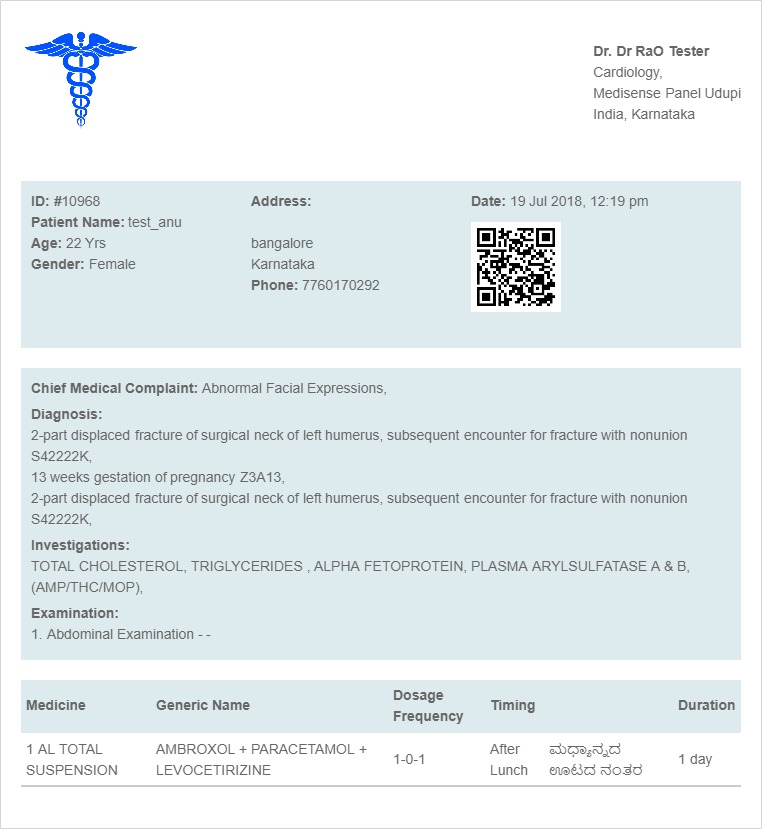 Dr. Dr RaO Tester
Cardiology,
Medisense Panel Udupi
India, Karnataka
ID: #10968
Patient Name: test_anu
Age: 22 Yrs
Gender: Female
Address:
bangalore
Karnataka
Phone: 7760170292
Date: 19 Jul 2018, 12:19 pm
Chief Medical Complaint: Abnormal Facial Expressions,
Diagnosis:
2-part displaced fracture of surgical neck of left humerus, subsequent encounter for fracture with nonunion
S42222K,
13 weeks gestation of pregnancy Z3A13,
2-part displaced fracture of surgical neck of left humerus, subsequent encounter for fracture with nonunion
S42222K,
Investigations:
TOTAL CHOLESTEROL, TRIGLYCERIDES , ALPHA FETOPROTEIN, PLASMA ARYLSULFATASE A & B,
(AMP/THC/MOP),
Examination:
1. Abdominal Examination - -
Medicine Generic Name Dosage Frequency Timing Duration
1 AL TOTAL SUSPENSION AMBROXOL + PARACETAMOL + LEVOCETIRIZINE 1-0-1 After Lunch ಮಧ್ಯಾನ್ನದ ಊಟದ ನಂತರ 1 day